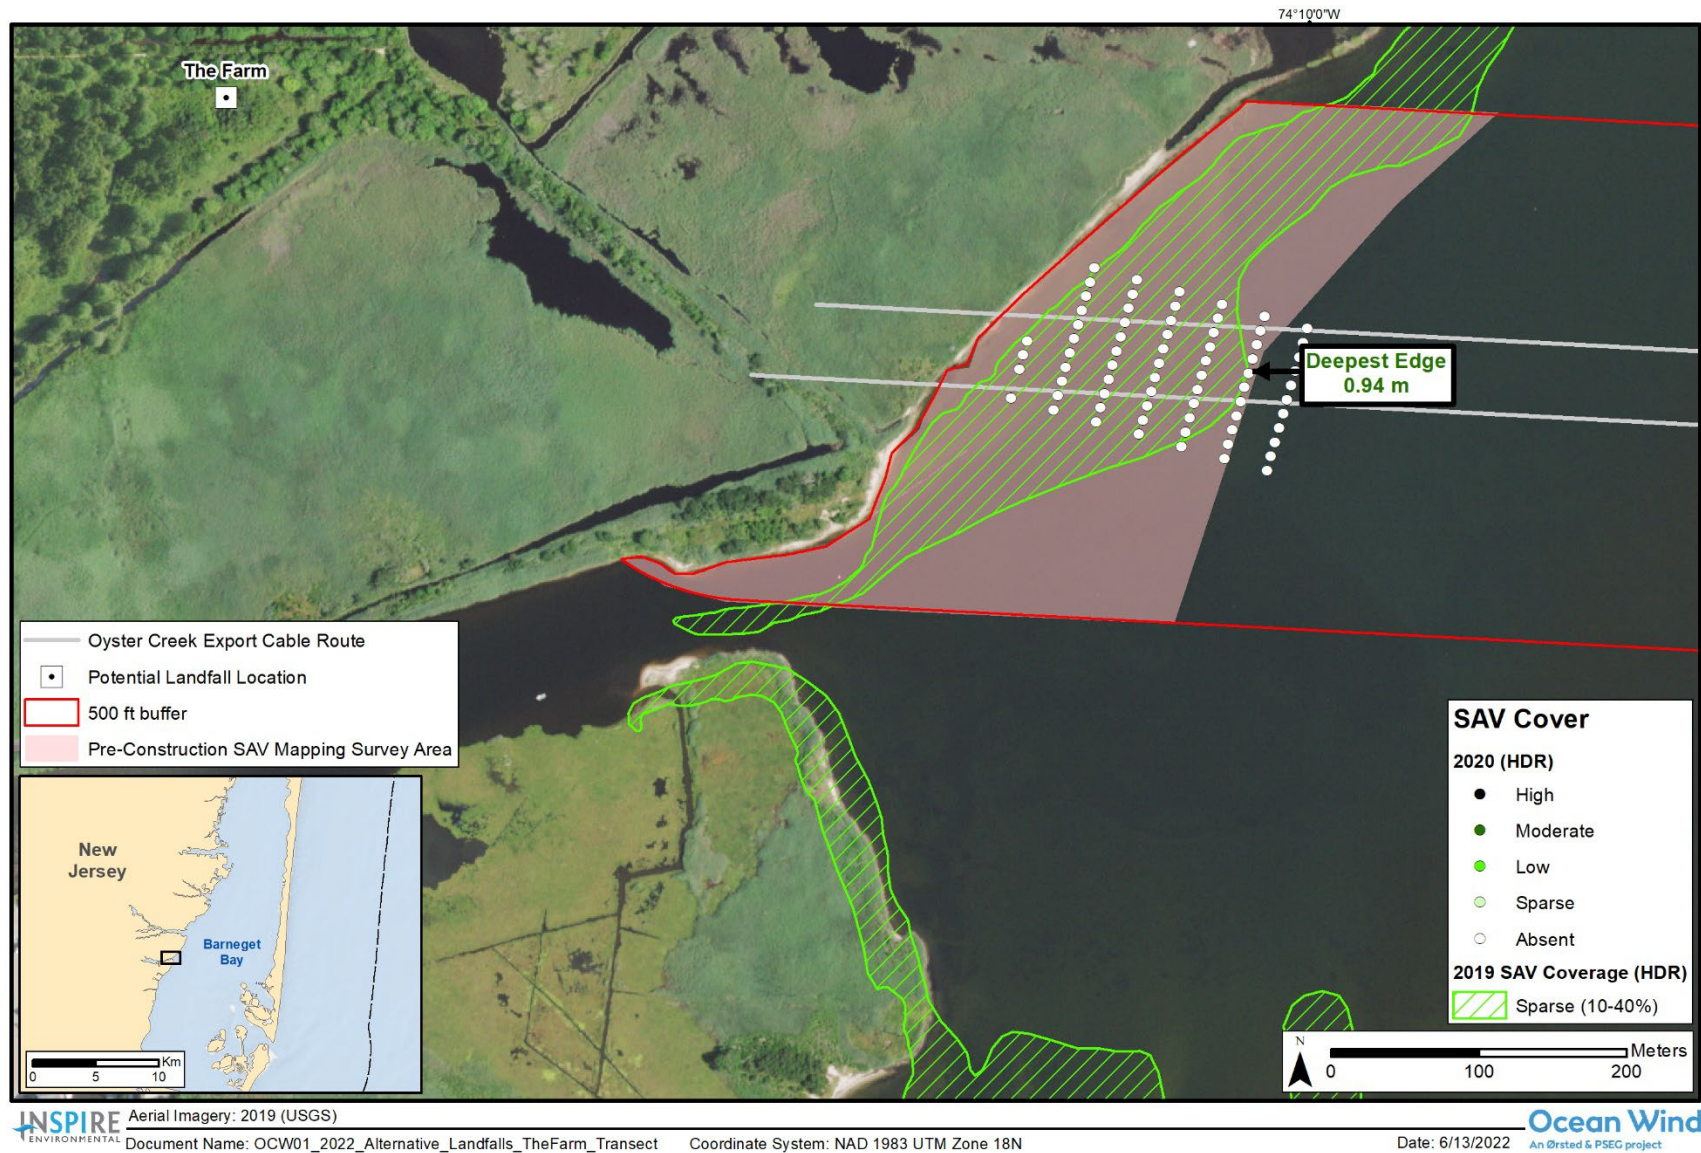 74°10'0"W
The Farm
Deepest Edge
0.94 m
Oyster Creek Export Cable Route
Potential Landfall Location
500 ft buffer
Pre-Construction SAV Mapping Survey Area
New
Jersey
Barneget
Bay
Km
0 5 10
SAV Cover
2020 (HDR)
High
Moderate
Low
Sparse
Absent
2019 SAV Coverage (HDR)
Sparse (10-40%)
N
Meters
0 100 200
INSPIRE
ENVIRONMENTAL
Aerial Imagery: 2019 (USGS)
Document Name: OCW01_2022_Alternative_Landfalls_TheFarm_Transect
Coordinate System: NAD 1983 UTM Zone 18N
Date: 6/13/2022
Ocean Wind
An Ørsted & PSEG project